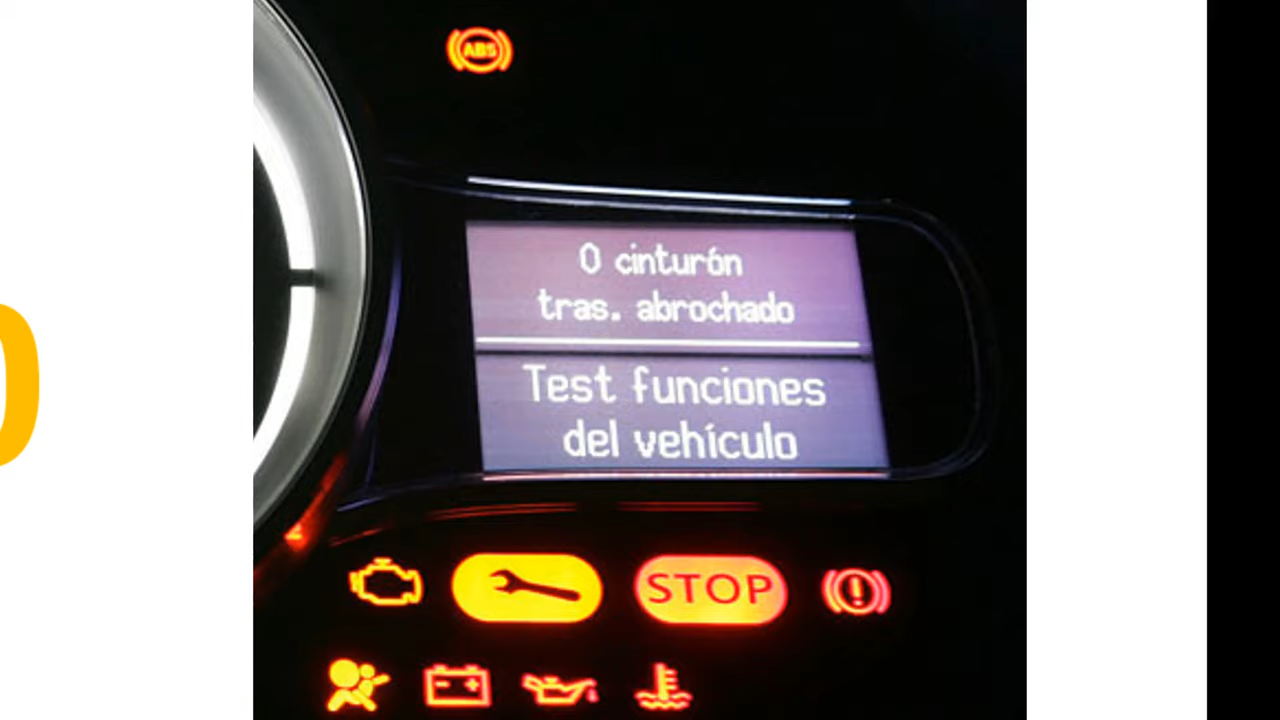 ABS
0 cinturón
tras. abrochado
Test funciones
del vehículo
STOP